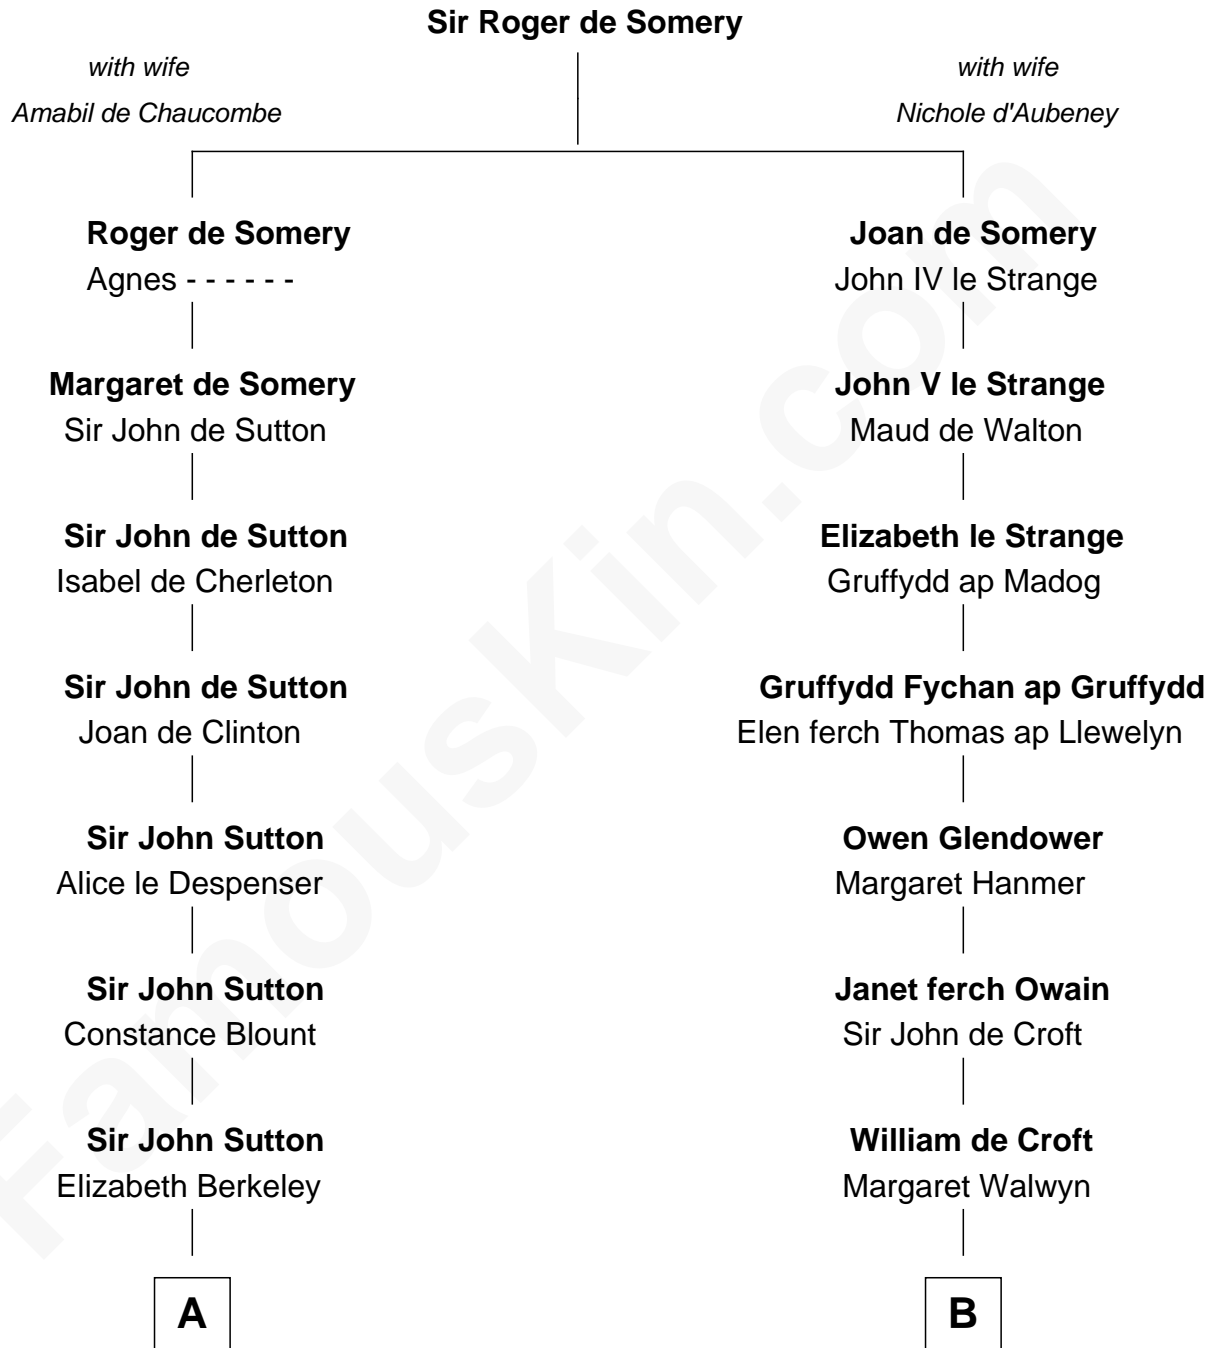 Sir Roger de Somery
with wife
Amabil de Chaucombe
with wife
Nichole d'Aubeney
Roger de Somery
Agnes - - - - - -
Margaret de Somery
Sir John de Sutton
Sir John de Sutton
Isabel de Cherleton
Sir John de Sutton
Joan de Clinton
Sir John Sutton
Alice le Despenser
Sir John Sutton
Constance Blount
Sir John Sutton
Elizabeth Berkeley
A
Joan de Somery
John IV le Strange
John V le Strange
Maud de Walton
Elizabeth le Strange
Gruffydd ap Madog
Gruffydd Fychan ap Gruffydd
Elen ferch Thomas ap Llewelyn
Owen Glendower
Margaret Hanmer
Janet ferch Owain
Sir John de Croft
William de Croft
Margaret Walwyn
B
FamousKin.com